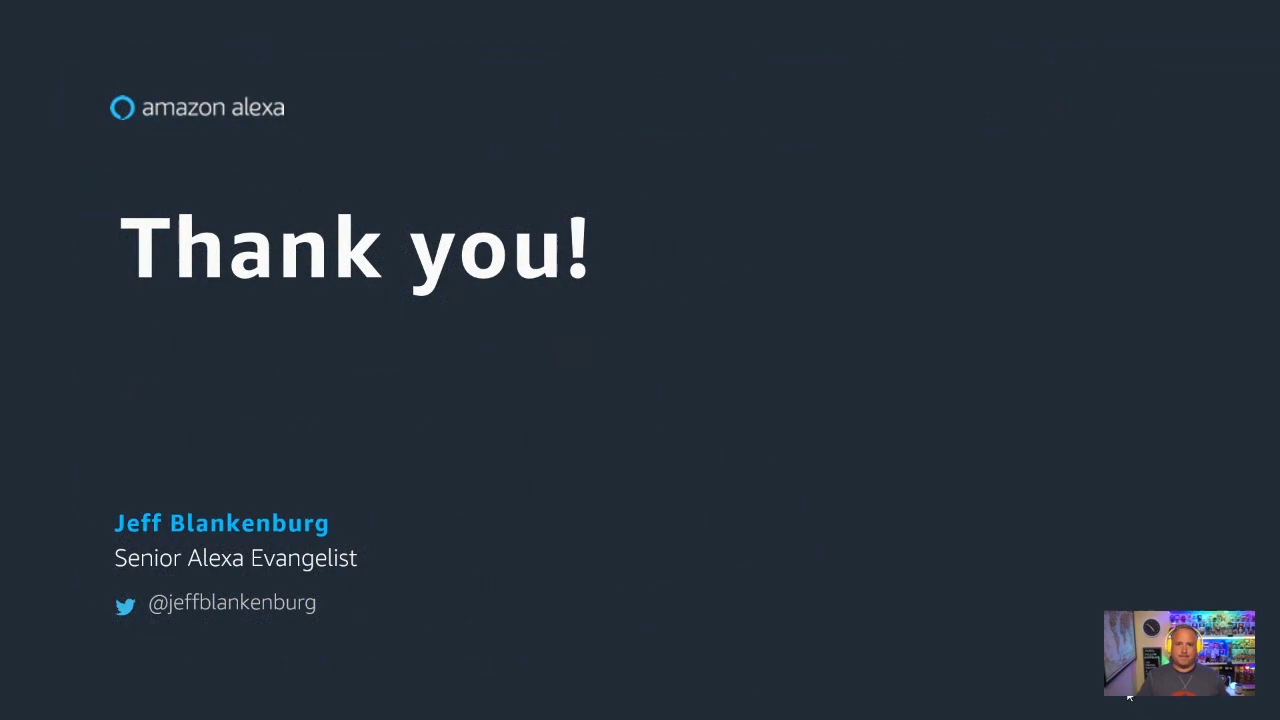 amazon alexa
Thank you!
Jeff Blankenburg
Senior Alexa Evangelist
@jeffblankenburg